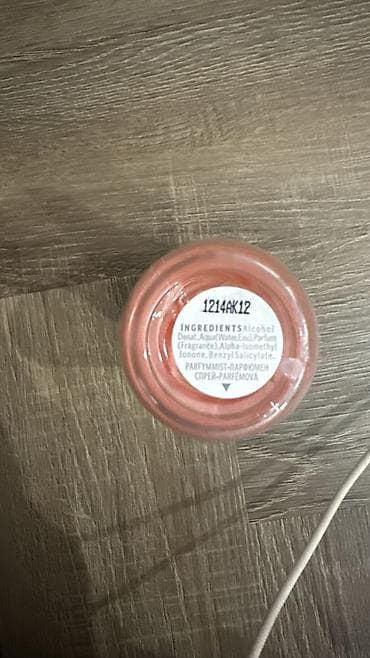 1214AK12
INGREDIENTS Alcohol
Denat.,Aqua(Water,Eau),Parfum
(Fragrance),Alpha-Isomethyl
Ionone, Benzyl Salicylate.
PARFYMMIST•ПАРФЮМЕН
СПРЕЙ•PARFÉMOVÁ